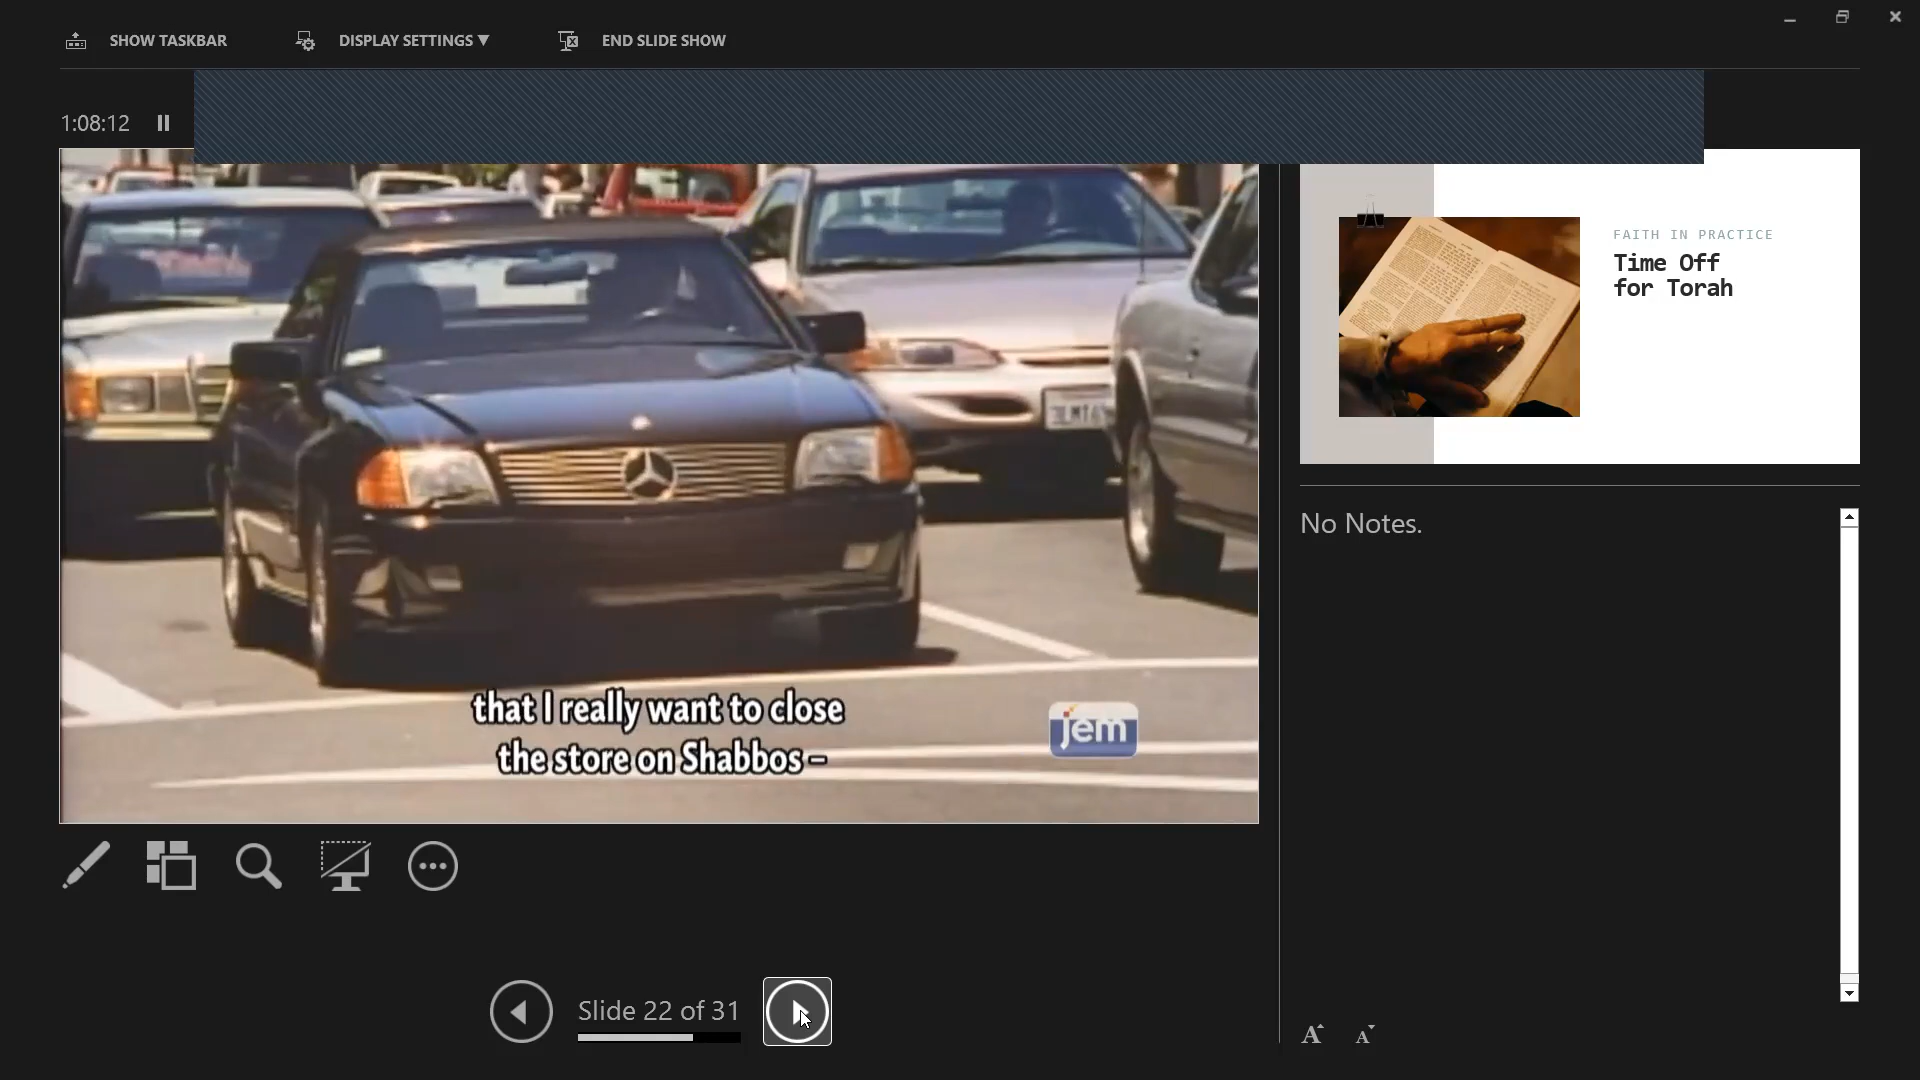 SHOW TASKBAR
DISPLAY SETTINGS ▼
END SLIDE SHOW
1:08:12
that I really want to close
the store on Shabbos –
jem
FAITH IN PRACTICE
Time Off
for Torah
No Notes.
Slide 22 of 31
A
A